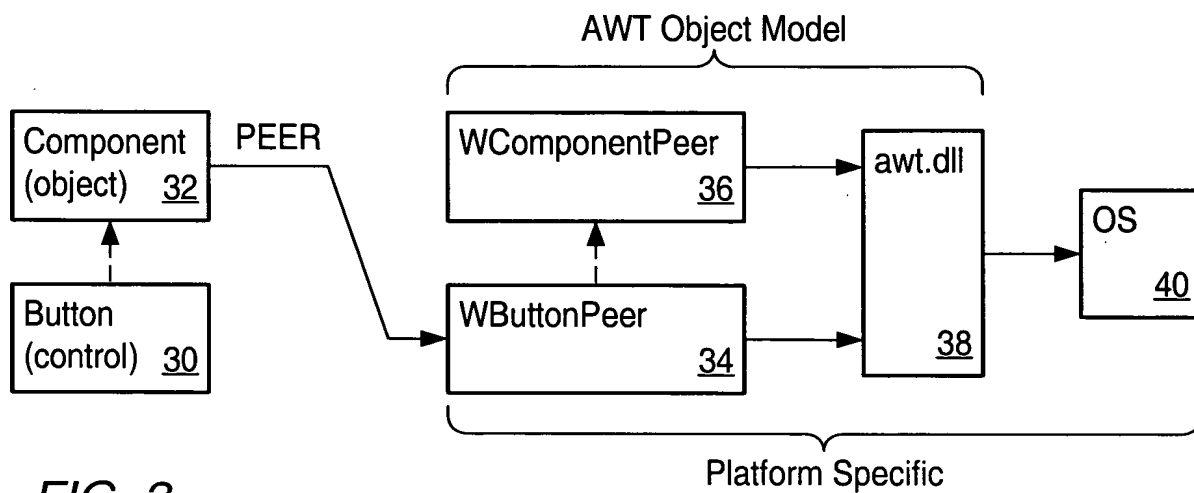 AWT Object Model
Component
(object) 32
PEER
WComponentPeer
36
awt.dll
38
OS
40
Button
(control) 30
WButtonPeer
34
Platform Specific